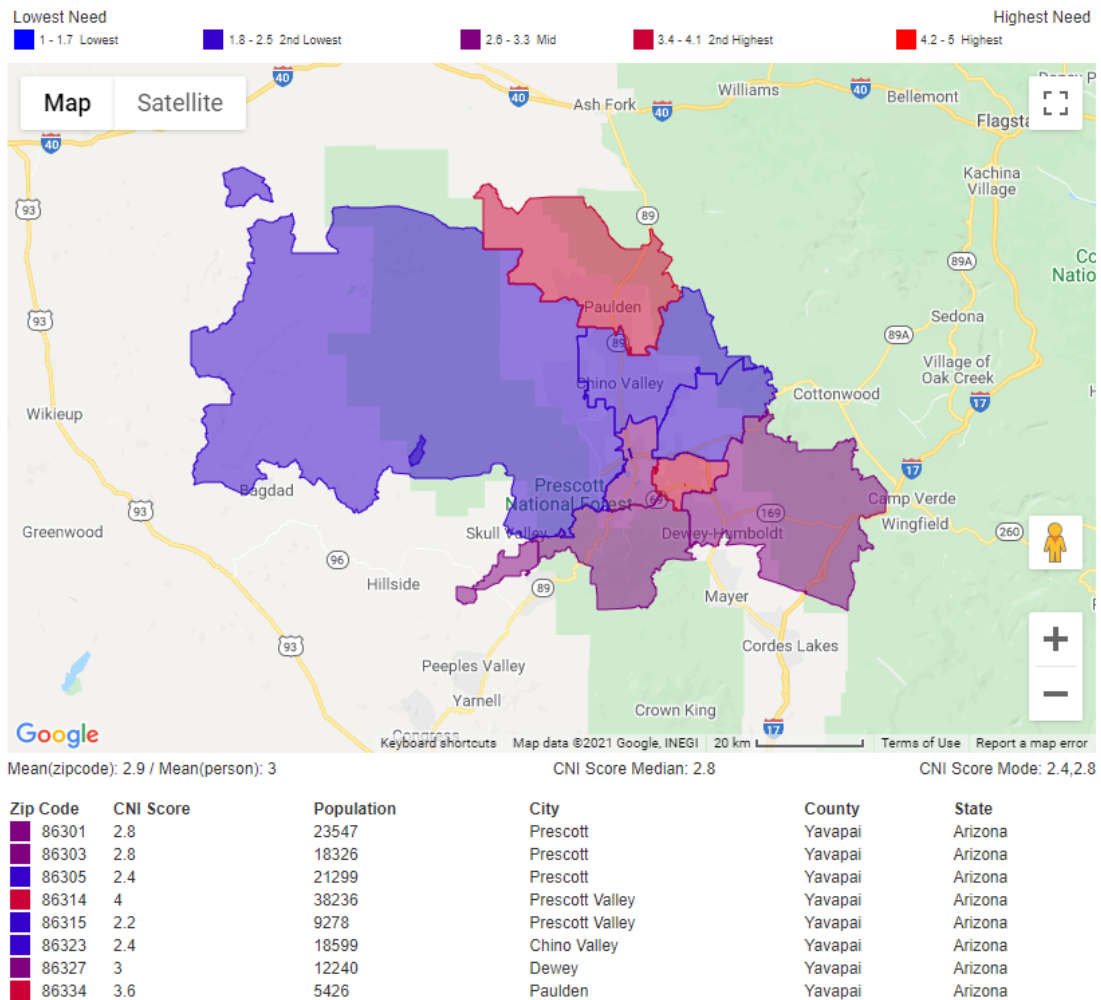 Lowest Need
Highest Need
1 - 1.7 Lowest
1.8 - 2.5 2nd Lowest
2.6 - 3.3 Mid
3.4 - 4.1 2nd Highest
4.2 - 5 Highest
Map
Satellite
40
40
Ash Fork
40
Williams
40
Bellemont
Flagsta
40
Kachina
Village
93
89
89A
Co
Natio
Sedona
93
Paulden
89
89A
Village of
Oak Creek
17
Chino Valley
Cottonwood
Wikieup
17
Bagdad
Prescott
National Forest
69
Camp Verde
93
169
Wingfield
Greenwood
Skull Valley
Dewey-Humboldt
260
96
Hillside
89
Mayer
93
Cordes Lakes
Peeples Valley
Yarnell
Crown King
17
Congress
Google
Keyboard shortcuts
Map data ©2021 Google, INEGI
20 km
Terms of Use
Report a map error
Mean(zipcode): 2.9 / Mean(person): 3
CNI Score Median: 2.8
CNI Score Mode: 2.4,2.8
Zip Code CNI Score Population City County State
86301 2.8 23547 Prescott Yavapai Arizona
86303 2.8 18326 Prescott Yavapai Arizona
86305 2.4 21299 Prescott Yavapai Arizona
86314 4 38236 Prescott Valley Yavapai Arizona
86315 2.2 9278 Prescott Valley Yavapai Arizona
86323 2.4 18599 Chino Valley Yavapai Arizona
86327 3 12240 Dewey Yavapai Arizona
86334 3.6 5426 Paulden Yavapai Arizona